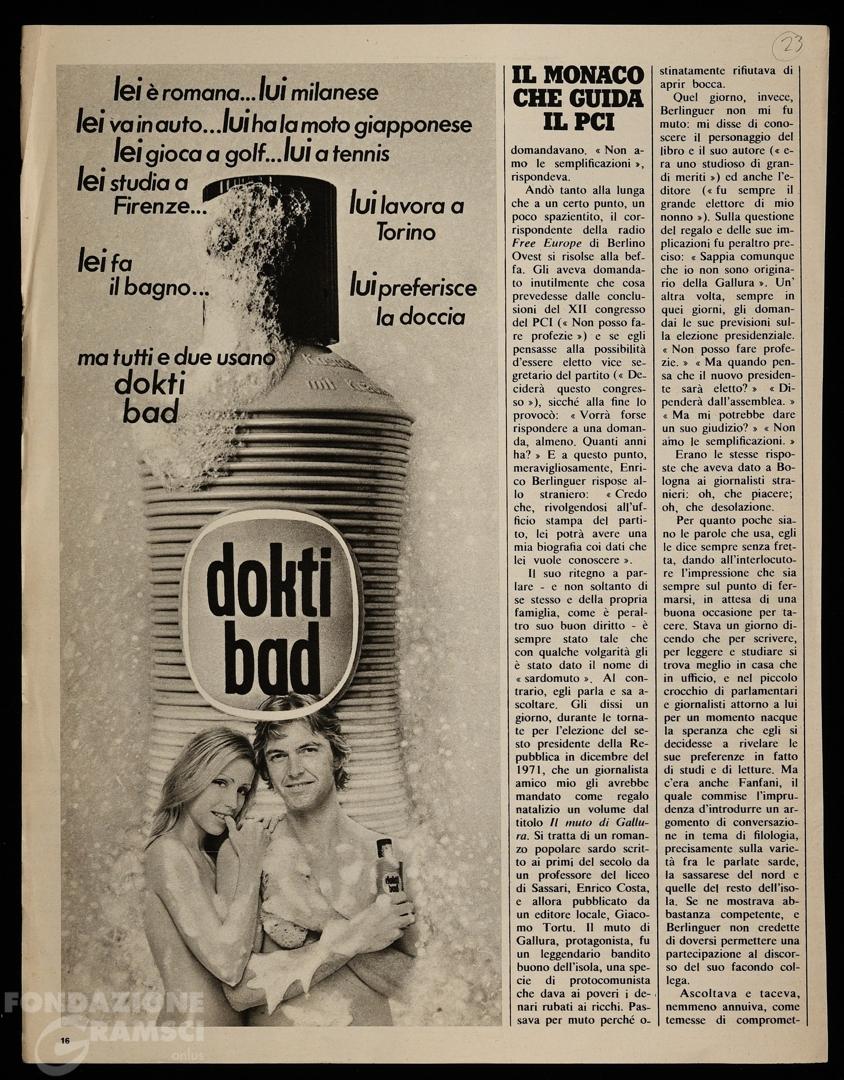 23
lei è romana...lui milanese
lei va in auto...lui ha la moto giapponese
lei gioca a golf...lui a tennis
lei studia a
Firenze...
lui lavora a
Torino
lei fa
il bagno...
lui preferisce
la doccia
ma tutti e due usano
dokti
bad
mit
dokti
bad
dokti
bad
IL MONACO
CHE GUIDA
IL PCI
domandavano. « Non a-
mo le semplificazioni »,
rispondeva.
Andò tanto alla lunga
che a un certo punto, un
poco spazientito, il cor-
rispondente della radio
Free Europe di Berlino
Ovest si risolse alla bef-
fa. Gli aveva domanda-
to inutilmente che cosa
prevedesse dalle conclu-
sioni del XII congresso
del PCI (« Non posso fa-
re profezie ») e se egli
pensasse alla possibilità
d'essere eletto vice se-
gretario del partito (« De-
ciderà questo congres-
so »), sicché alla fine lo
provocò: « Vorrà forse
rispondere a una doman-
da, almeno. Quanti anni
ha? » E a questo punto,
meravigliosamente, Enri-
co Berlinguer rispose al-
lo straniero: « Credo
che, rivolgendosi all'uf-
ficio stampa del parti-
to, lei potrà avere una
mia biografia coi dati che
lei vuole conoscere ».
Il suo ritegno a par-
lare - e non soltanto di
se stesso e della propria
famiglia, come è peral-
tro suo buon diritto - è
sempre stato tale che
con qualche volgarità gli
è stato dato il nome di
« sardomuto ». Al con-
trario, egli parla e sa a-
scoltare. Gli dissi un
giorno, durante le torna-
te per l'elezione del se-
sto presidente della Re-
pubblica in dicembre del
1971, che un giornalista
amico mio gli avrebbe
mandato come regalo
natalizio un volume dal
titolo Il muto di Gallu-
ra. Si tratta di un roman-
zo popolare sardo scrit-
to ai primi del secolo da
un professore del liceo
di Sassari, Enrico Costa,
e allora pubblicato da
un editore locale, Giaco-
mo Tortu. Il muto di
Gallura, protagonista, fu
un leggendario bandito
buono dell'isola, una spe-
cie di protocomunista
che dava ai poveri i de-
nari rubati ai ricchi. Pas-
sava per muto perché o-
stinatamente rifiutava di
aprir bocca.
Quel giorno, invece,
Berlinguer non mi fu
muto: mi disse di cono-
scere il personaggio del
libro e il suo autore (« e-
ra uno studioso di gran-
di meriti ») ed anche l'e-
ditore (« fu sempre il
grande elettore di mio
nonno »). Sulla questione
del regalo e delle sue im-
plicazioni fu peraltro pre-
ciso: « Sappia comunque
che io non sono origina-
rio della Gallura ». Un'
altra volta, sempre in
quei giorni, gli doman-
dai le sue previsioni sul-
la elezione presidenziale.
« Non posso fare profe-
zie. » « Ma quando pen-
sa che il nuovo presiden-
te sarà eletto? » « Di-
penderà dall'assemblea. »
« Ma mi potrebbe dare
un suo giudizio? » « Non
amo le semplificazioni. »
Erano le stesse rispo-
ste che aveva dato a Bo-
logna ai giornalisti stra-
nieri: oh, che piacere;
oh, che desolazione.
Per quanto poche sia-
no le parole che usa, egli
le dice sempre senza fret-
ta, dando all'interlocuto-
re l'impressione che sia
sempre sul punto di fer-
marsi, in attesa di una
buona occasione per ta-
cere. Stava un giorno di-
cendo che per scrivere,
per leggere e studiare si
trova meglio in casa che
in ufficio, e nel piccolo
crocchio di parlamentari
e giornalisti attorno a lui
per un momento nacque
la speranza che egli si
decidesse a rivelare le
sue preferenze in fatto
di studi e di letture. Ma
c'era anche Fanfani, il
quale commise l'impru-
denza d'introdurre un ar-
gomento di conversazio-
ne in tema di filologia,
precisamente sulla varie-
tà fra le parlate sarde,
la sassarese del nord e
quelle del resto dell'iso-
la. Se ne mostrava ab-
bastanza competente, e
Berlinguer non credette
di doversi permettere una
partecipazione al discor-
so del suo facondo col-
lega.
Ascoltava e taceva,
nemmeno annuiva, come
temesse di compromet-
FONDAZIONE
GRAMSCI
onlus
16